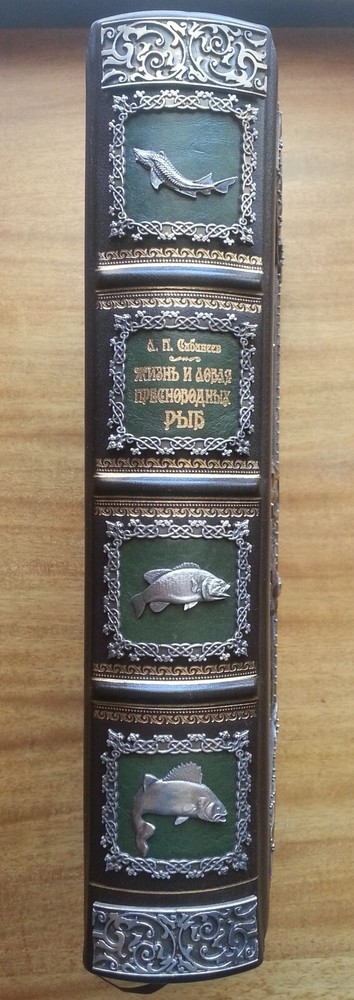 Л. П. Сабанеев
ЖИЗНЬ И ЛОВЛЯ
ПРЕСНОВОДНЫХ
РЫБ